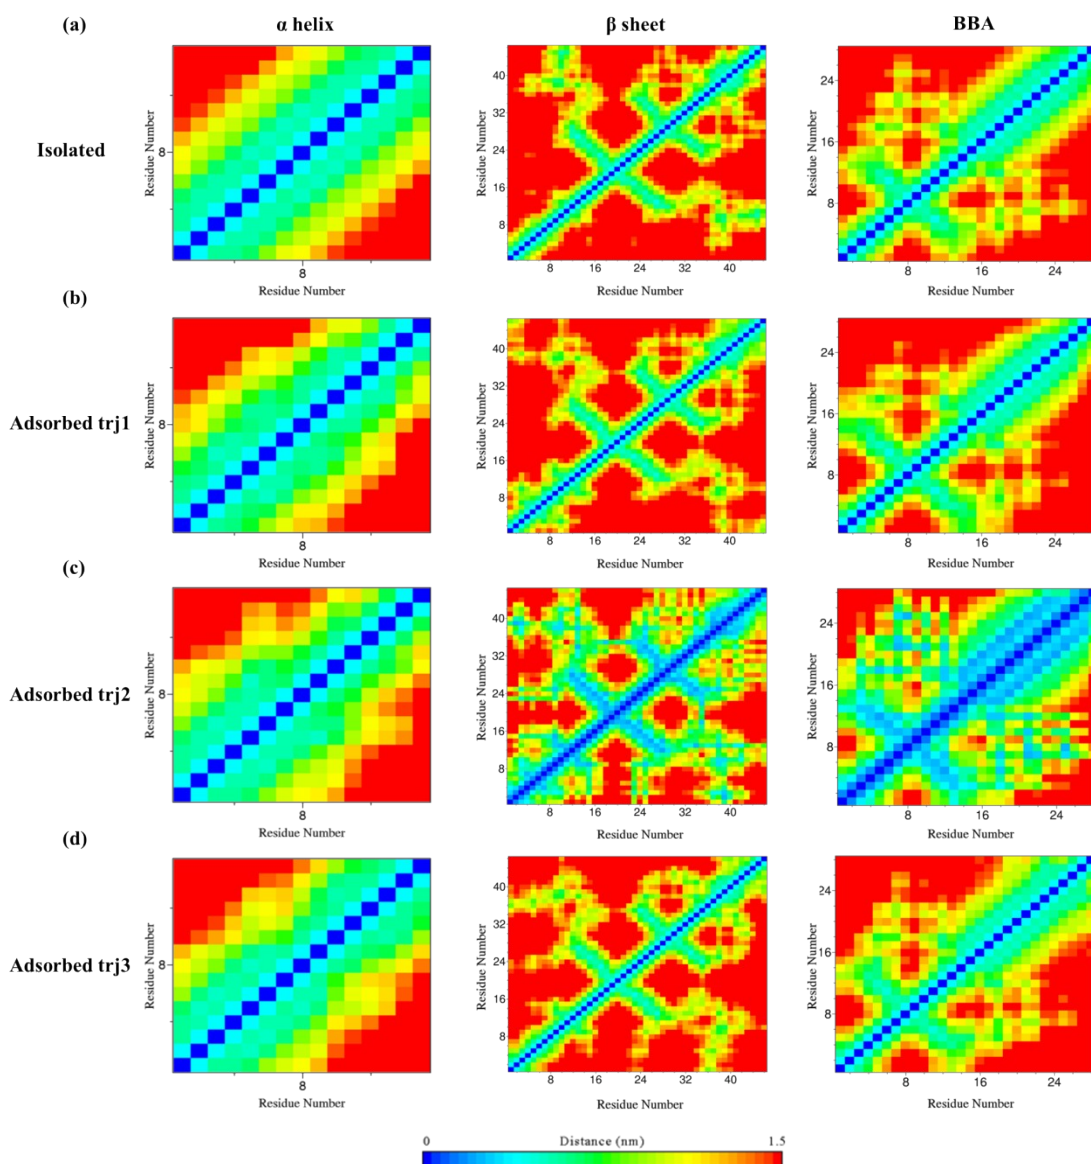 (a) α helix β sheet BBA
Isolated
Residue Number
8
8
Residue Number
Residue Number
40
32
24
16
8
8 16 24 32 40
Residue Number
Residue Number
24
16
8
8 16 24
Residue Number
(b)
Adsorbed trj1
Residue Number
8
8
Residue Number
Residue Number
40
32
24
16
8
8 16 24 32 40
Residue Number
Residue Number
24
16
8
8 16 24
Residue Number
(c)
Adsorbed trj2
Residue Number
8
8
Residue Number
Residue Number
40
32
24
16
8
8 16 24 32 40
Residue Number
Residue Number
24
16
8
8 16 24
Residue Number
(d)
Adsorbed trj3
Residue Number
8
8
Residue Number
Residue Number
40
32
24
16
8
8 16 24 32 40
Residue Number
Residue Number
24
16
8
8 16 24
Residue Number
0 Distance (nm) 1.5